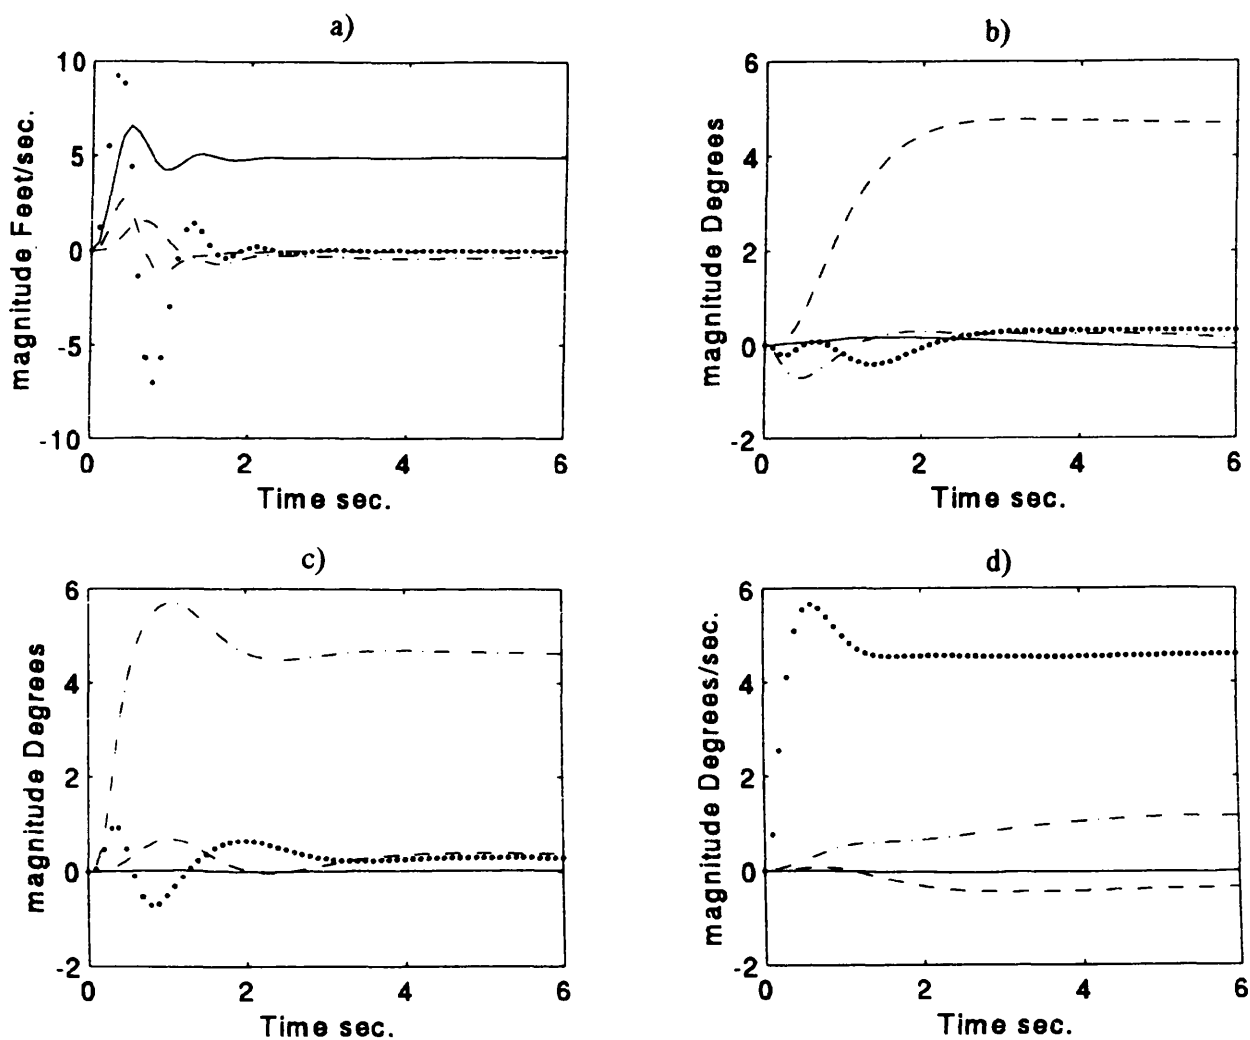 a)
magnitude Feet/sec.
10
5
0
-5
-10
0 2 4 6
Time sec.
b)
magnitude Degrees
6
4
2
0
-2
0 2 4 6
Time sec.
c)
magnitude Degrees
6
4
2
0
-2
0 2 4 6
Time sec.
d)
magnitude Degrees/sec.
6
4
2
0
-2
0 2 4 6
Time sec.